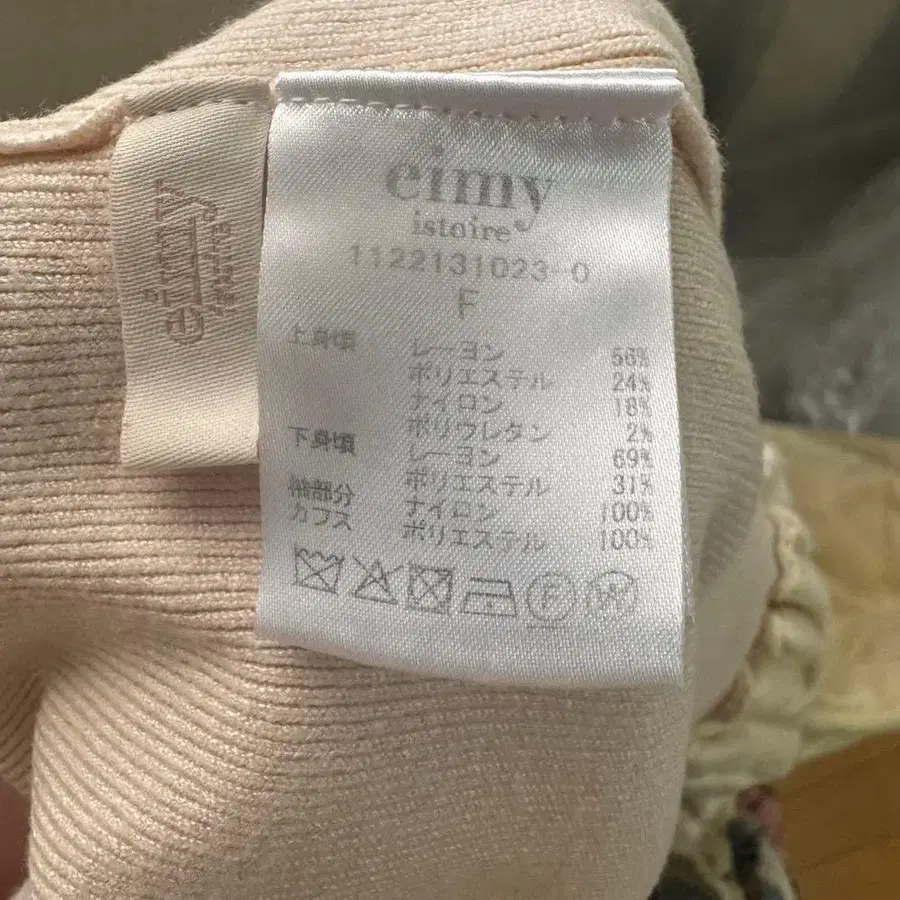 eimy
istoire
1122131023-0
F
上身頃 レーヨン 56%
ポリエステル 24%
ナイロン 18%
ポリウレタン 2%
下身頃 レーヨン 69%
ポリエステル 31%
袖部分 ナイロン 100%
カフス ポリエステル 100%
F
W
eimy